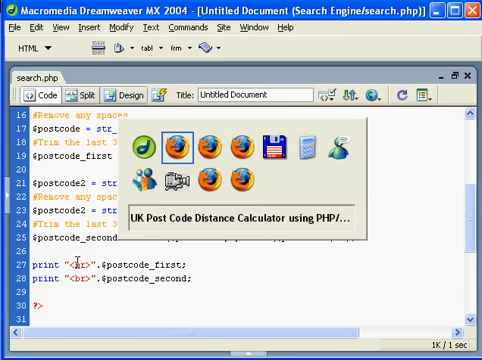 Macromedia Dreamweaver MX 2004 - [Untitled Document (Search Engine/search.php)]
File Edit View Insert Modify Text Commands Site Window Help
HTML tabl frm
search.php
Code Split Design Title: Untitled Document
16 #Remove any spaces
17 $postcode = str_
18 #Trim the last 3
19 $postcode_first
20
21 $postcode2 = str
22 #Remove any spaces
23 $postcode2 = str
24 #Trim the last 3
25 $postcode_second
26
27 print "<br>".$postcode_first;
28 print "<br>".$postcode_second;
29
30 ?>
31
UK Post Code Distance Calculator using PHP/...
1K / 1 sec